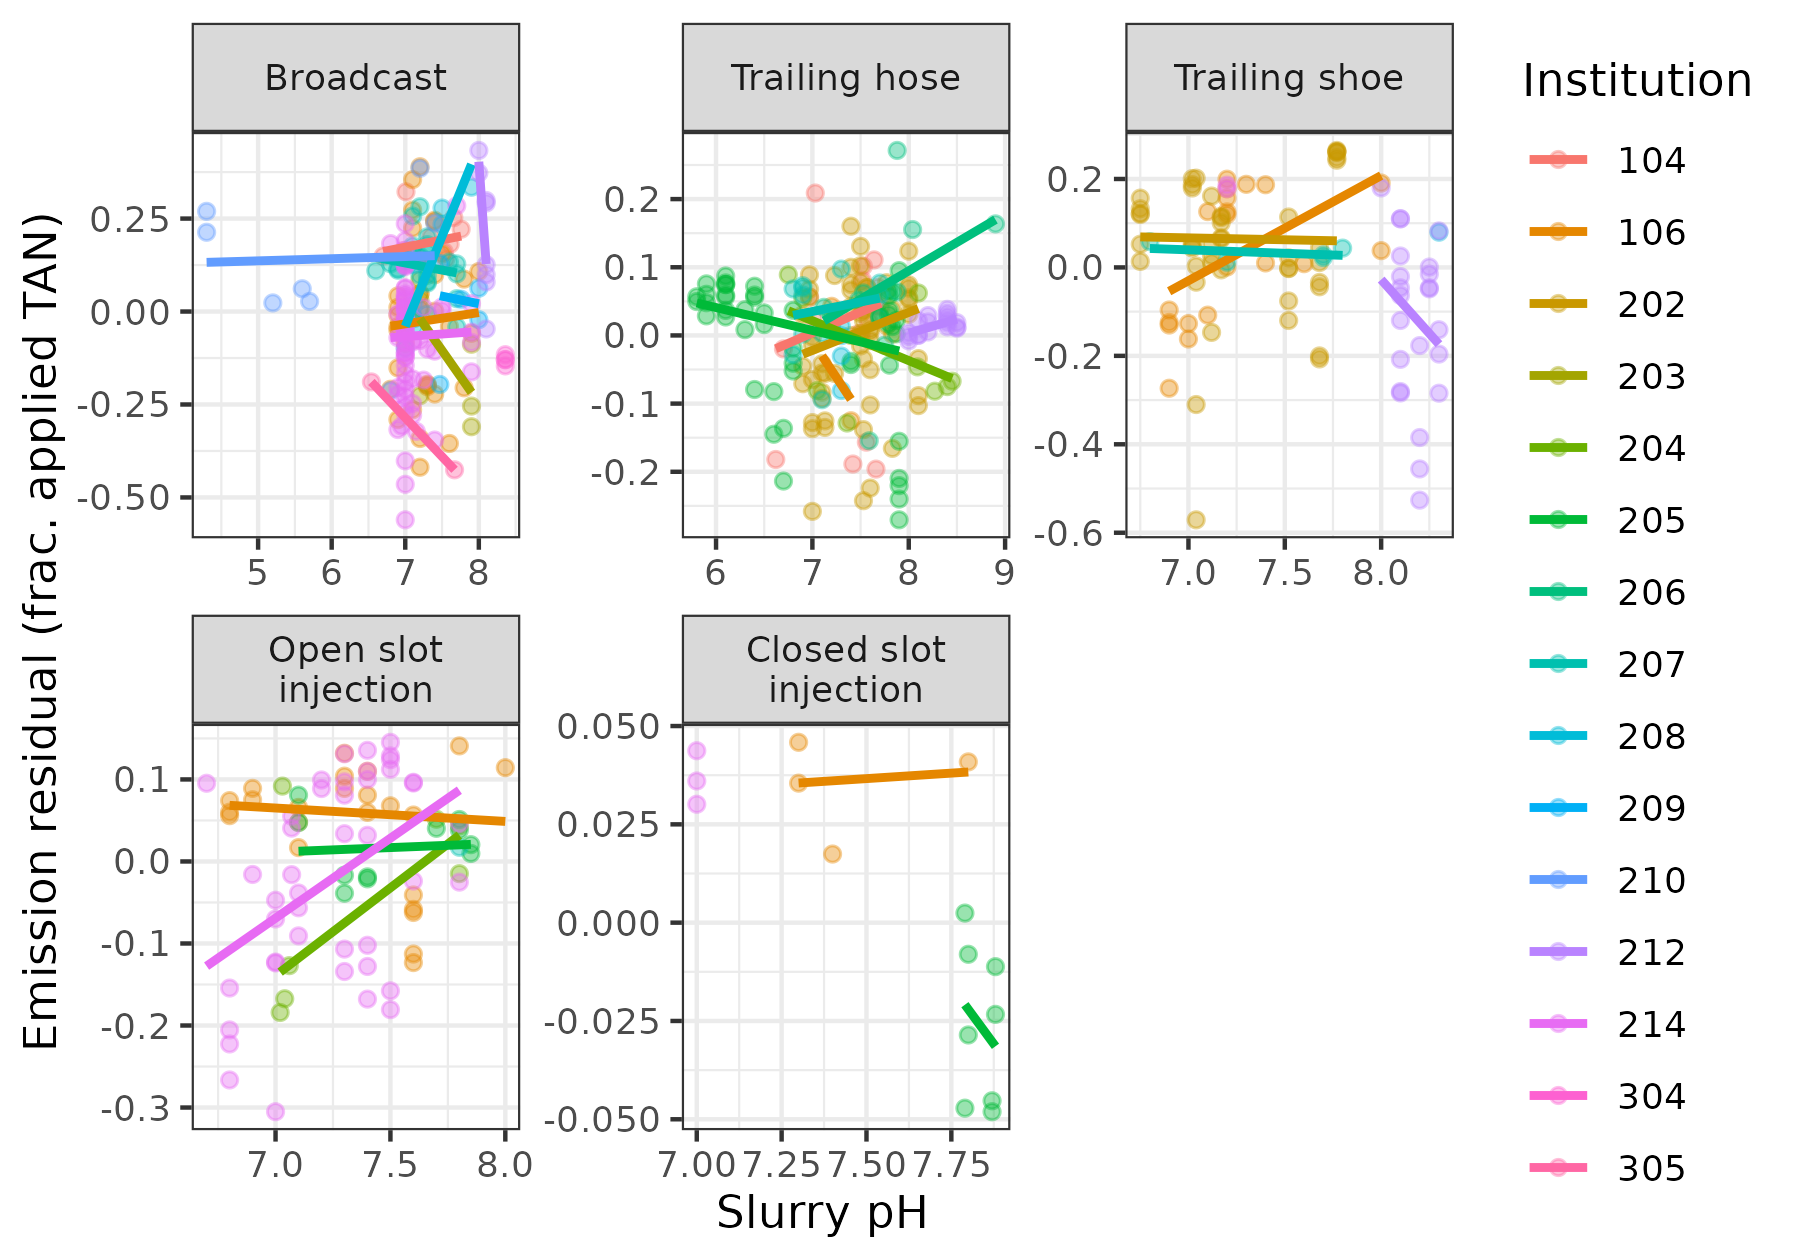 Broadcast
Trailing hose
Trailing shoe
Institution
104
106
202
203
204
205
206
207
208
209
210
212
214
304
305
0.25
0.00
-0.25
-0.50
5 6 7 8
0.2
0.1
0.0
-0.1
-0.2
6 7 8 9
0.2
0.0
-0.2
-0.4
-0.6
7.0 7.5 8.0
Open slot
injection
Closed slot
injection
0.1
0.0
-0.1
-0.2
-0.3
7.0 7.5 8.0
0.050
0.025
0.000
-0.025
-0.050
7.00 7.25 7.50 7.75
Slurry pH
Emission residual (frac. applied TAN)